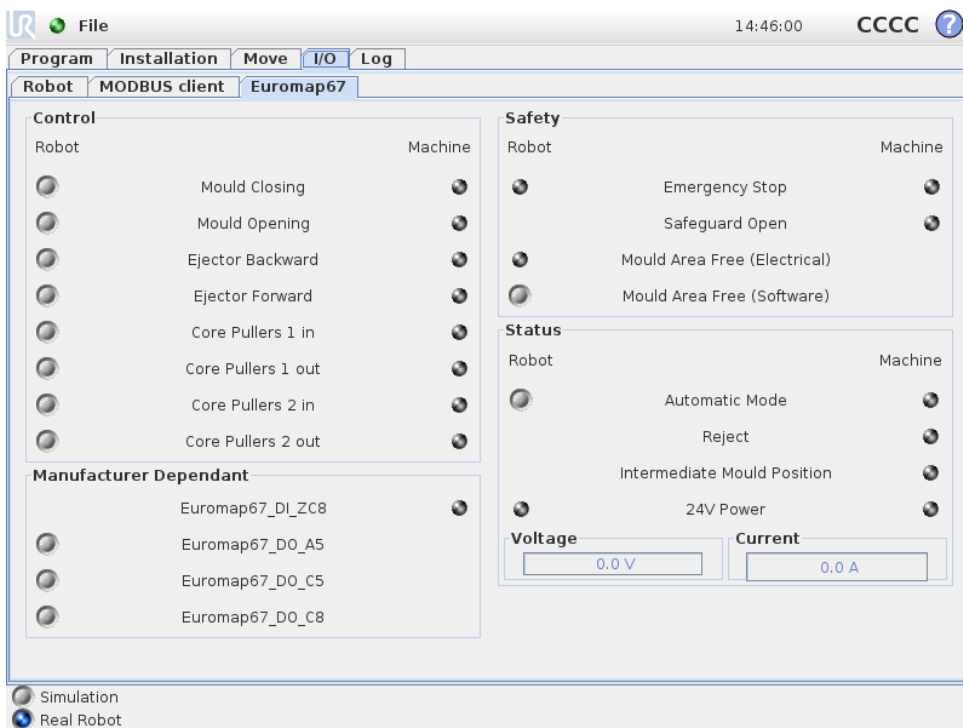 UR File 14:46:00 CCCC ?
Program Installation Move I/O Log
Robot MODBUS client Euromap67
Control
Robot Machine
Mould Closing
Mould Opening
Ejector Backward
Ejector Forward
Core Pullers 1 in
Core Pullers 1 out
Core Pullers 2 in
Core Pullers 2 out
Manufacturer Dependant
Euromap67_DI_ZC8
Euromap67_DO_A5
Euromap67_DO_C5
Euromap67_DO_C8
Safety
Robot Machine
Emergency Stop
Safeguard Open
Mould Area Free (Electrical)
Mould Area Free (Software)
Status
Robot Machine
Automatic Mode
Reject
Intermediate Mould Position
24V Power
Voltage Current
0.0 V 0.0 A
Simulation
Real Robot